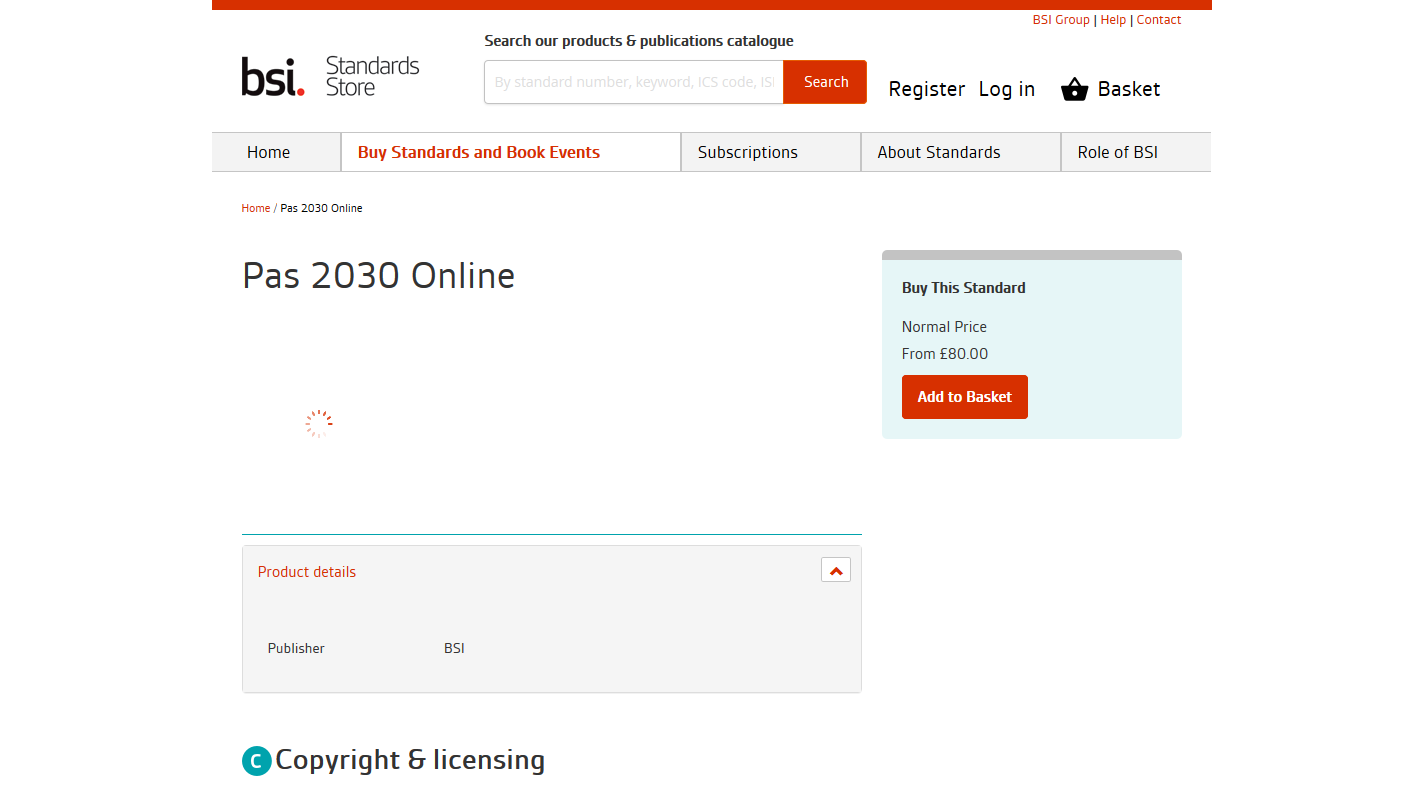 BSI Group | Help | Contact
Search our products & publications catalogue
bsi. Standards Store
By standard number, keyword, ICS code, ISI
Search
Register Log in Basket
Home
Buy Standards and Book Events
Subscriptions
About Standards
Role of BSI
Home / Pas 2030 Online
Pas 2030 Online
Buy This Standard
Normal Price
From £80.00
Add to Basket
Product details
Publisher BSI
C Copyright & licensing